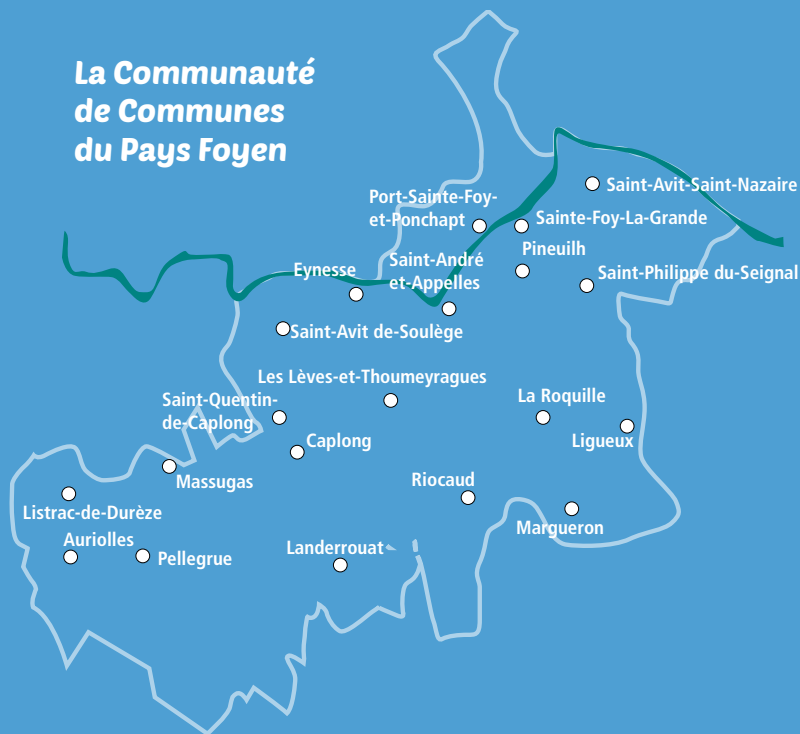 La Communauté
de Communes
du Pays Foyen
Saint-Avit-Saint-Nazaire
Port-Sainte-Foy-
et-Ponchapt
Sainte-Foy-La-Grande
Pineuilh
Saint-André
et-Appelles
Eynesse
Saint-Philippe du-Seignal
Saint-Avit de-Soulège
Les Lèves-et-Thoumeyragues
Saint-Quentin-
de-Caplong
La Roquille
Ligueux
Caplong
Massugas
Riocaud
Listrac-de-Durèze
Margueron
Auriolles
Pellegrue
Landerrouat